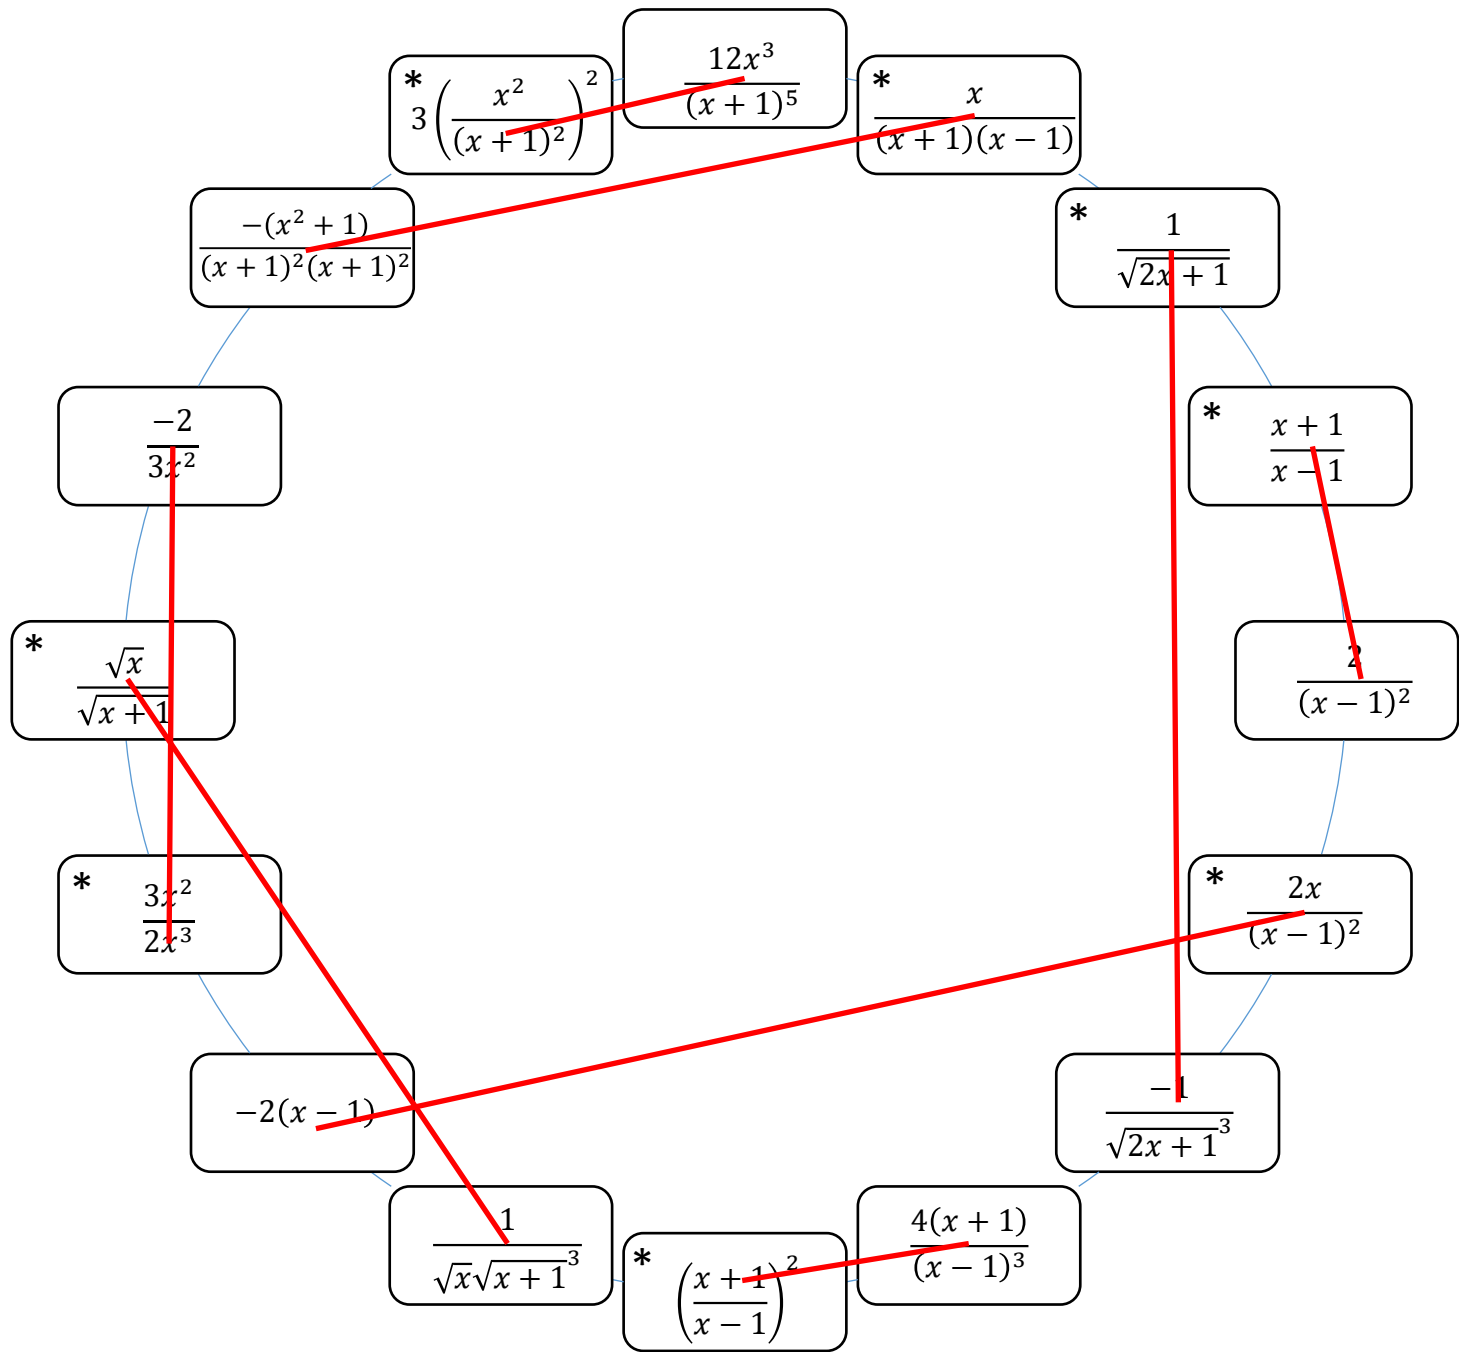 12x³/(x + 1)⁵
* x/((x + 1)(x − 1))
* 1/√(2x + 1)
* (x + 1)/(x − 1)
2/(x − 1)²
* 2x/(x − 1)²
−1/√(2x + 1)³
4(x + 1)/(x − 1)³
* ((x + 1)/(x − 1))²
1/(√x√(x + 1)³)
−2(x − 1)
* 3x²/2x³
* √x/√(x + 1)
−2/3x²
−(x² + 1)/((x + 1)²(x + 1)²)
* 3(x²/(x + 1)²)²